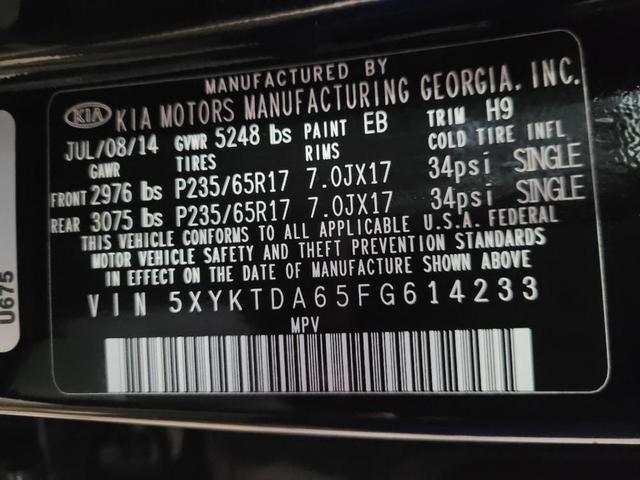 MANUFACTURED BY
KIA KIA MOTORS MANUFACTURING GEORGIA, INC.
JUL/08/14 GVWR 5248 lbs PAINT EB TRIM H9
GAWR TIRES RIMS COLD TIRE INFL
FRONT 2976 lbs P235/65R17 7.0JX17 34psi SINGLE
REAR 3075 lbs P235/65R17 7.0JX17 34psi SINGLE
THIS VEHICLE CONFORMS TO ALL APPLICABLE U.S.A. FEDERAL
MOTOR VEHICLE SAFETY AND THEFT PREVENTION STANDARDS
IN EFFECT ON THE DATE OF MANUFACTURE SHOWN ABOVE.
VIN 5XYKTDA65FG614233
MPV
U675